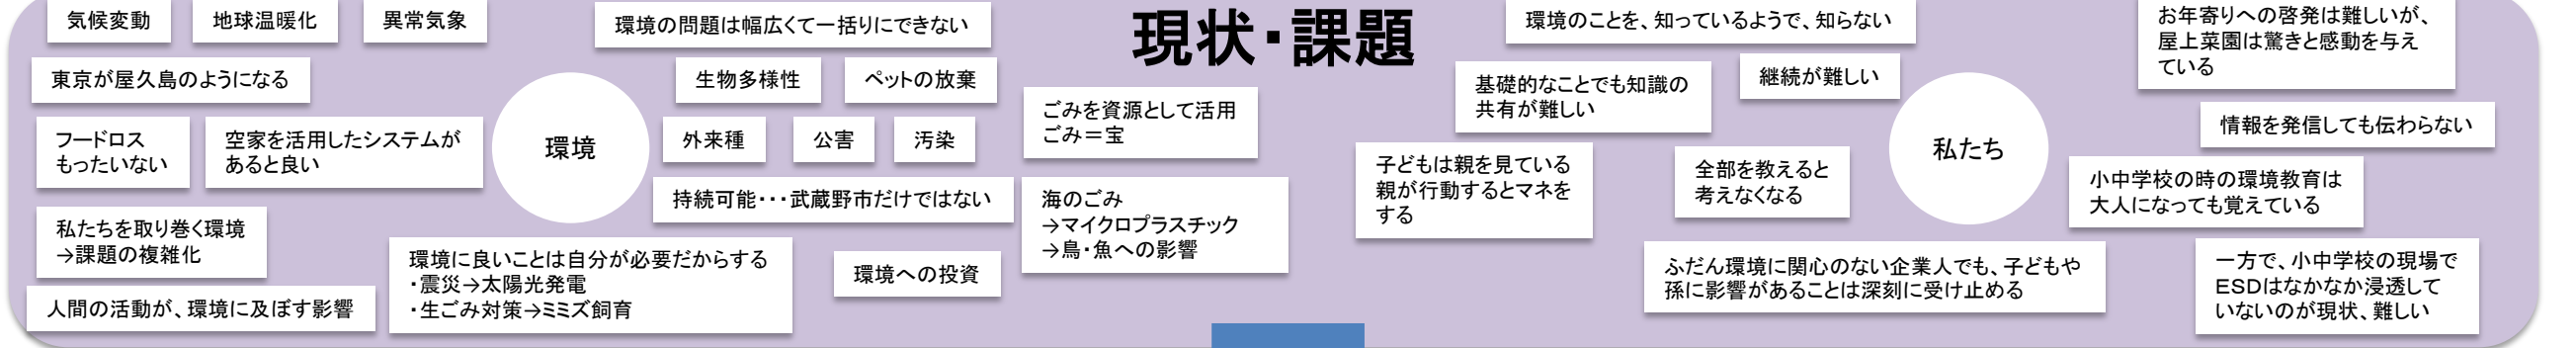 現状・課題
気候変動
地球温暖化
異常気象
環境の問題は幅広くて一括りにできない
東京が屋久島のようになる
生物多様性
ペットの放棄
フードロス
もったいない
空家を活用したシステムが
あると良い
環境
外来種
公害
汚染
ごみを資源として活用
ごみ＝宝
持続可能・・・武蔵野市だけではない
海のごみ
→マイクロプラスチック
→鳥・魚への影響
私たちを取り巻く環境
→課題の複雑化
環境に良いことは自分が必要だからする
・震災→太陽光発電
・生ごみ対策→ミミズ飼育
環境への投資
人間の活動が、環境に及ぼす影響
環境のことを、知っているようで、知らない
お年寄りへの啓発は難しいが、
屋上菜園は驚きと感動を与え
ている
基礎的なことでも知識の
共有が難しい
継続が難しい
情報を発信しても伝わらない
子どもは親を見ている
親が行動するとマネを
する
全部を教えると
考えなくなる
私たち
小中学校の時の環境教育は
大人になっても覚えている
ふだん環境に関心のない企業人でも、子どもや
孫に影響があることは深刻に受け止める
一方で、小中学校の現場で
ESDはなかなか浸透して
いないのが現状、難しい